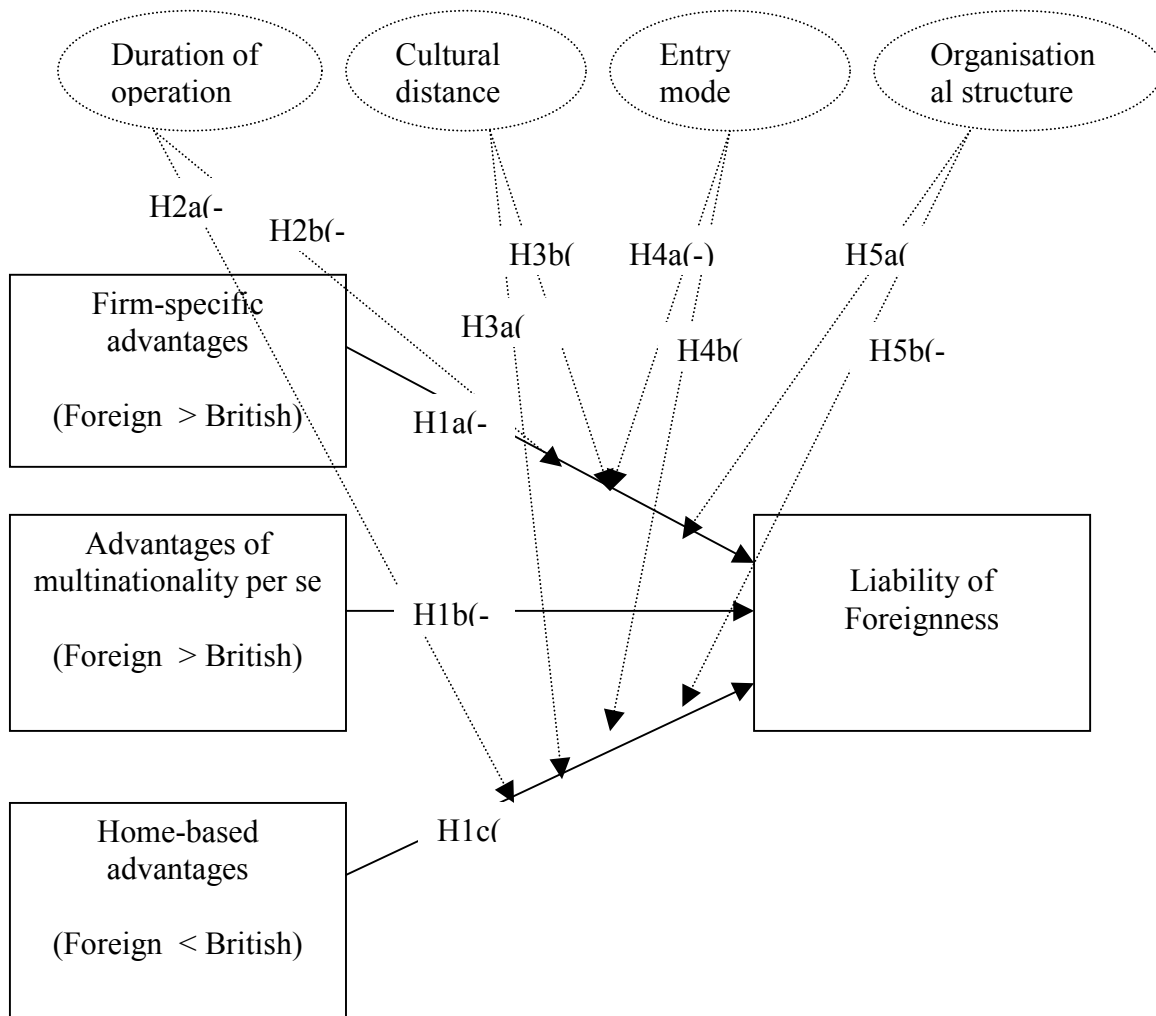 Duration of
operation
Cultural
distance
Entry
mode
Organisation
al structure
H2a(-
H2b(-
H3b(
H4a(-)
H5a(
H3a(
H4b(
H5b(-
Firm-specific
advantages
(Foreign > British)
H1a(-
Advantages of
multinationality per se
(Foreign > British)
H1b(-
Liability of
Foreignness
Home-based
advantages
(Foreign < British)
H1c(